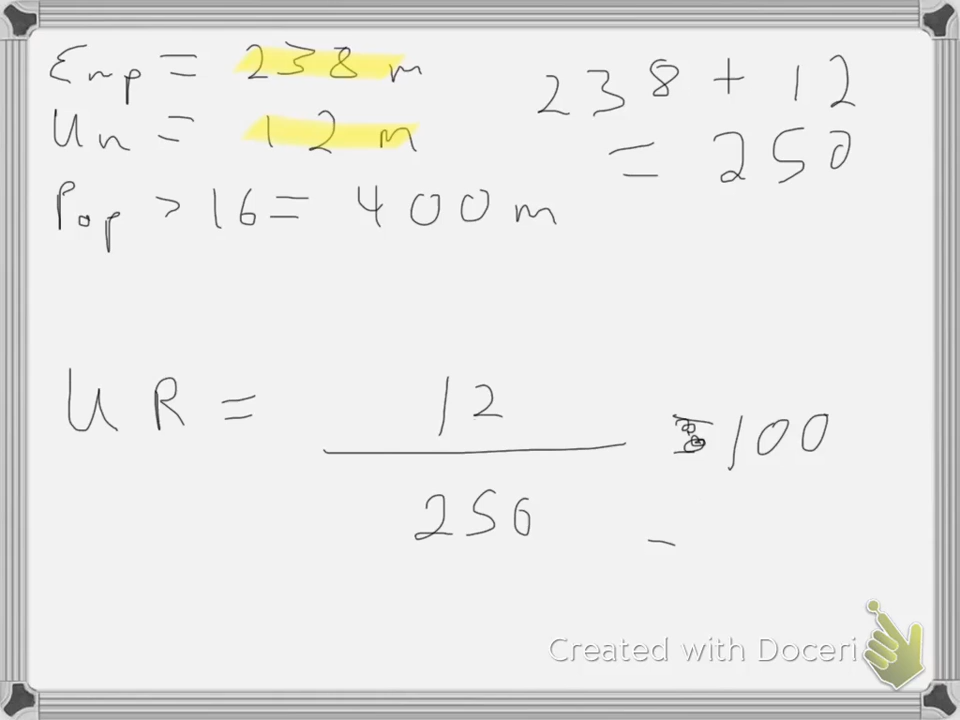 Emp = 238 m
Un = 12 m
Pop > 16 = 400 m
238 + 12
= 250
UR =
12
250
100
=
Created with Doceri